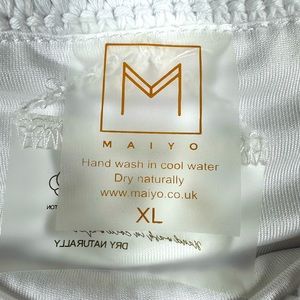 M
MAIYO
Hand wash in cool water
Dry naturally
www.maiyo.co.uk
XL
DRY NATURALLY